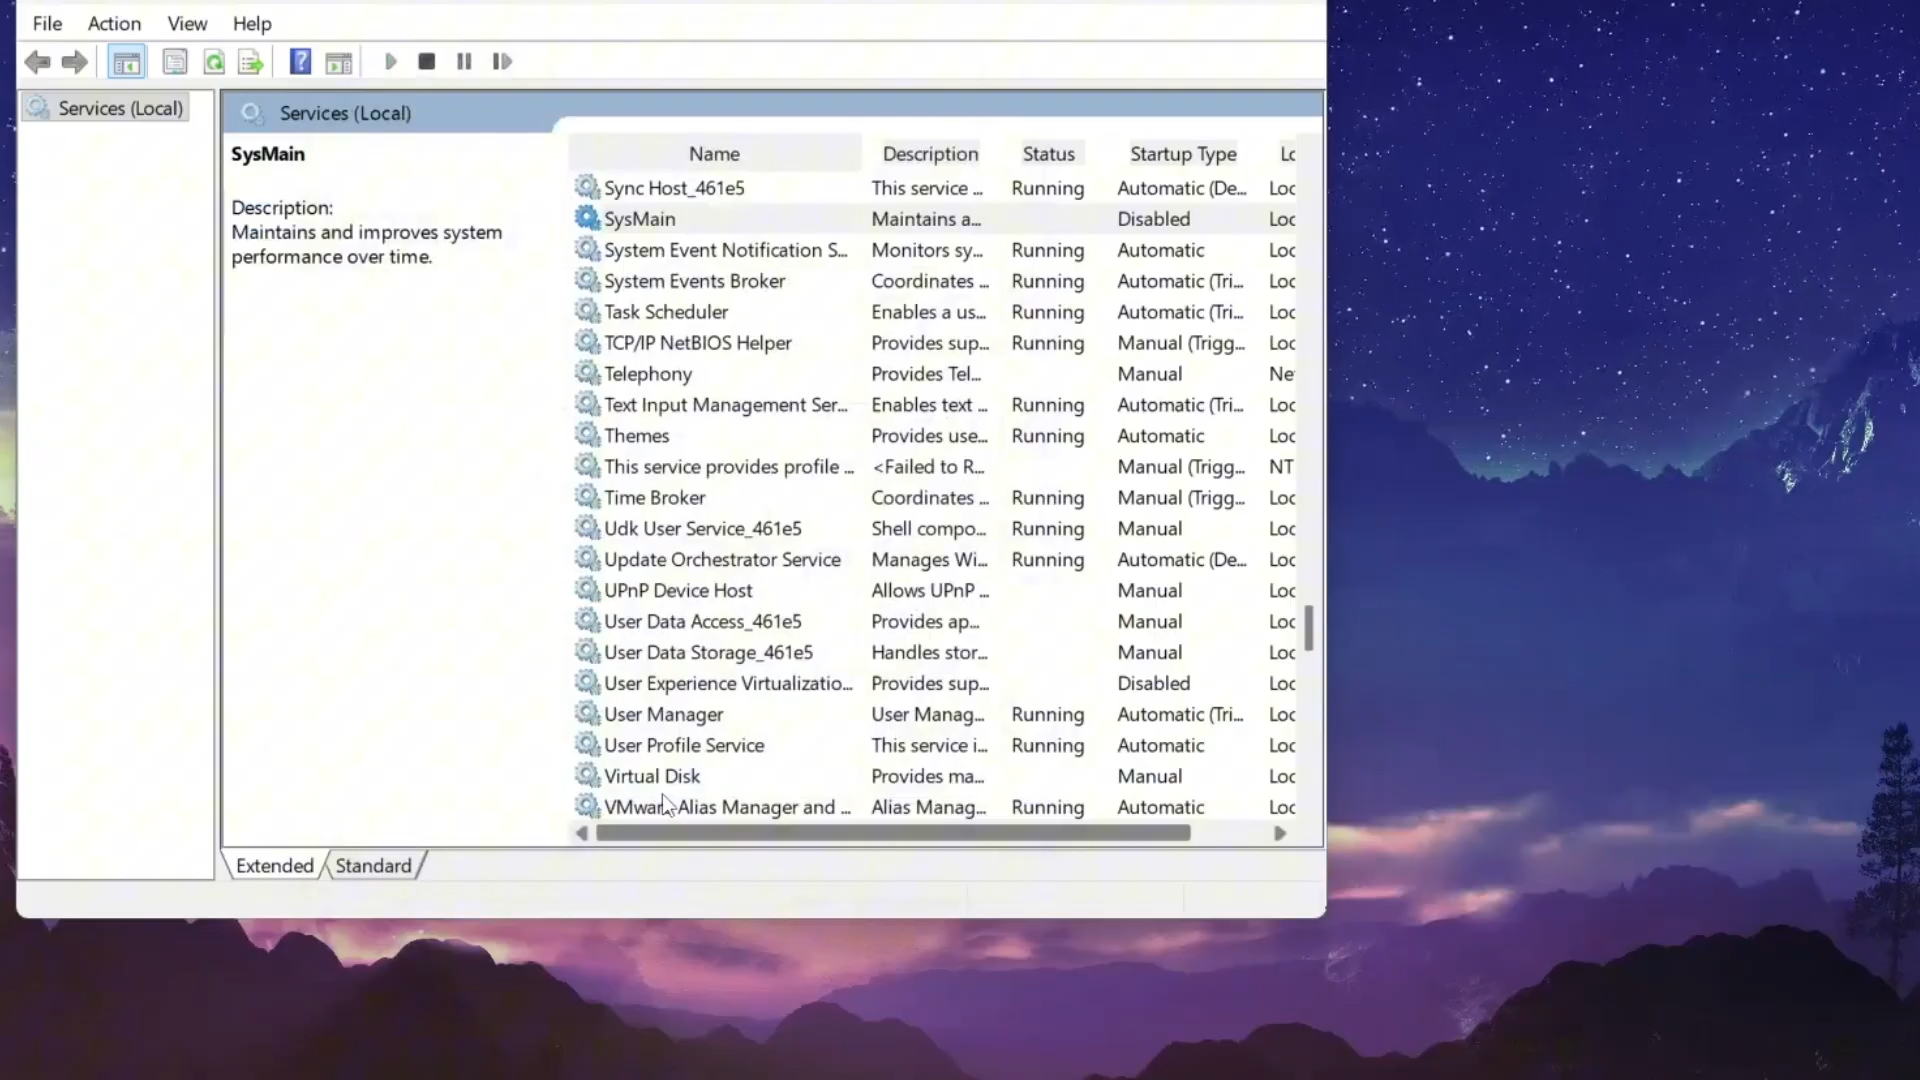 File Action View Help
Services (Local)
Services (Local)
SysMain
Description:
Maintains and improves system
performance over time.
Name Description Status Startup Type Lc
Sync Host_461e5 This service ... Running Automatic (De... Loc
SysMain Maintains a... Disabled Loc
System Event Notification S... Monitors sy... Running Automatic Loc
System Events Broker Coordinates ... Running Automatic (Tri... Loc
Task Scheduler Enables a us... Running Automatic (Tri... Loc
TCP/IP NetBIOS Helper Provides sup... Running Manual (Trigg... Loc
Telephony Provides Tel... Manual Ne
Text Input Management Ser... Enables text ... Running Automatic (Tri... Loc
Themes Provides use... Running Automatic Loc
This service provides profile ... <Failed to R... Manual (Trigg... NT
Time Broker Coordinates ... Running Manual (Trigg... Loc
Udk User Service_461e5 Shell compo... Running Manual Loc
Update Orchestrator Service Manages Wi... Running Automatic (De... Loc
UPnP Device Host Allows UPnP ... Manual Loc
User Data Access_461e5 Provides ap... Manual Loc
User Data Storage_461e5 Handles stor... Manual Loc
User Experience Virtualizatio... Provides sup... Disabled Loc
User Manager User Manag... Running Automatic (Tri... Loc
User Profile Service This service i... Running Automatic Loc
Virtual Disk Provides ma... Manual Loc
VMware Alias Manager and ... Alias Manag... Running Automatic Loc
Extended Standard